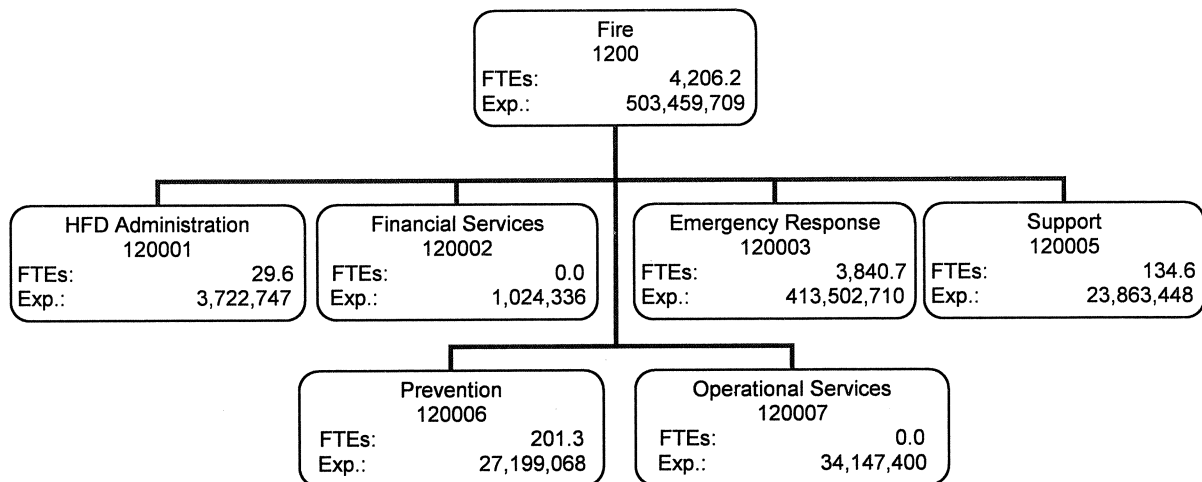 Fire
1200
FTEs: 4,206.2
Exp.: 503,459,709
HFD Administration
120001
FTEs: 29.6
Exp.: 3,722,747
Financial Services
120002
FTEs: 0.0
Exp.: 1,024,336
Emergency Response
120003
FTEs: 3,840.7
Exp.: 413,502,710
Support
120005
FTEs: 134.6
Exp.: 23,863,448
Prevention
120006
FTEs: 201.3
Exp.: 27,199,068
Operational Services
120007
FTEs: 0.0
Exp.: 34,147,400